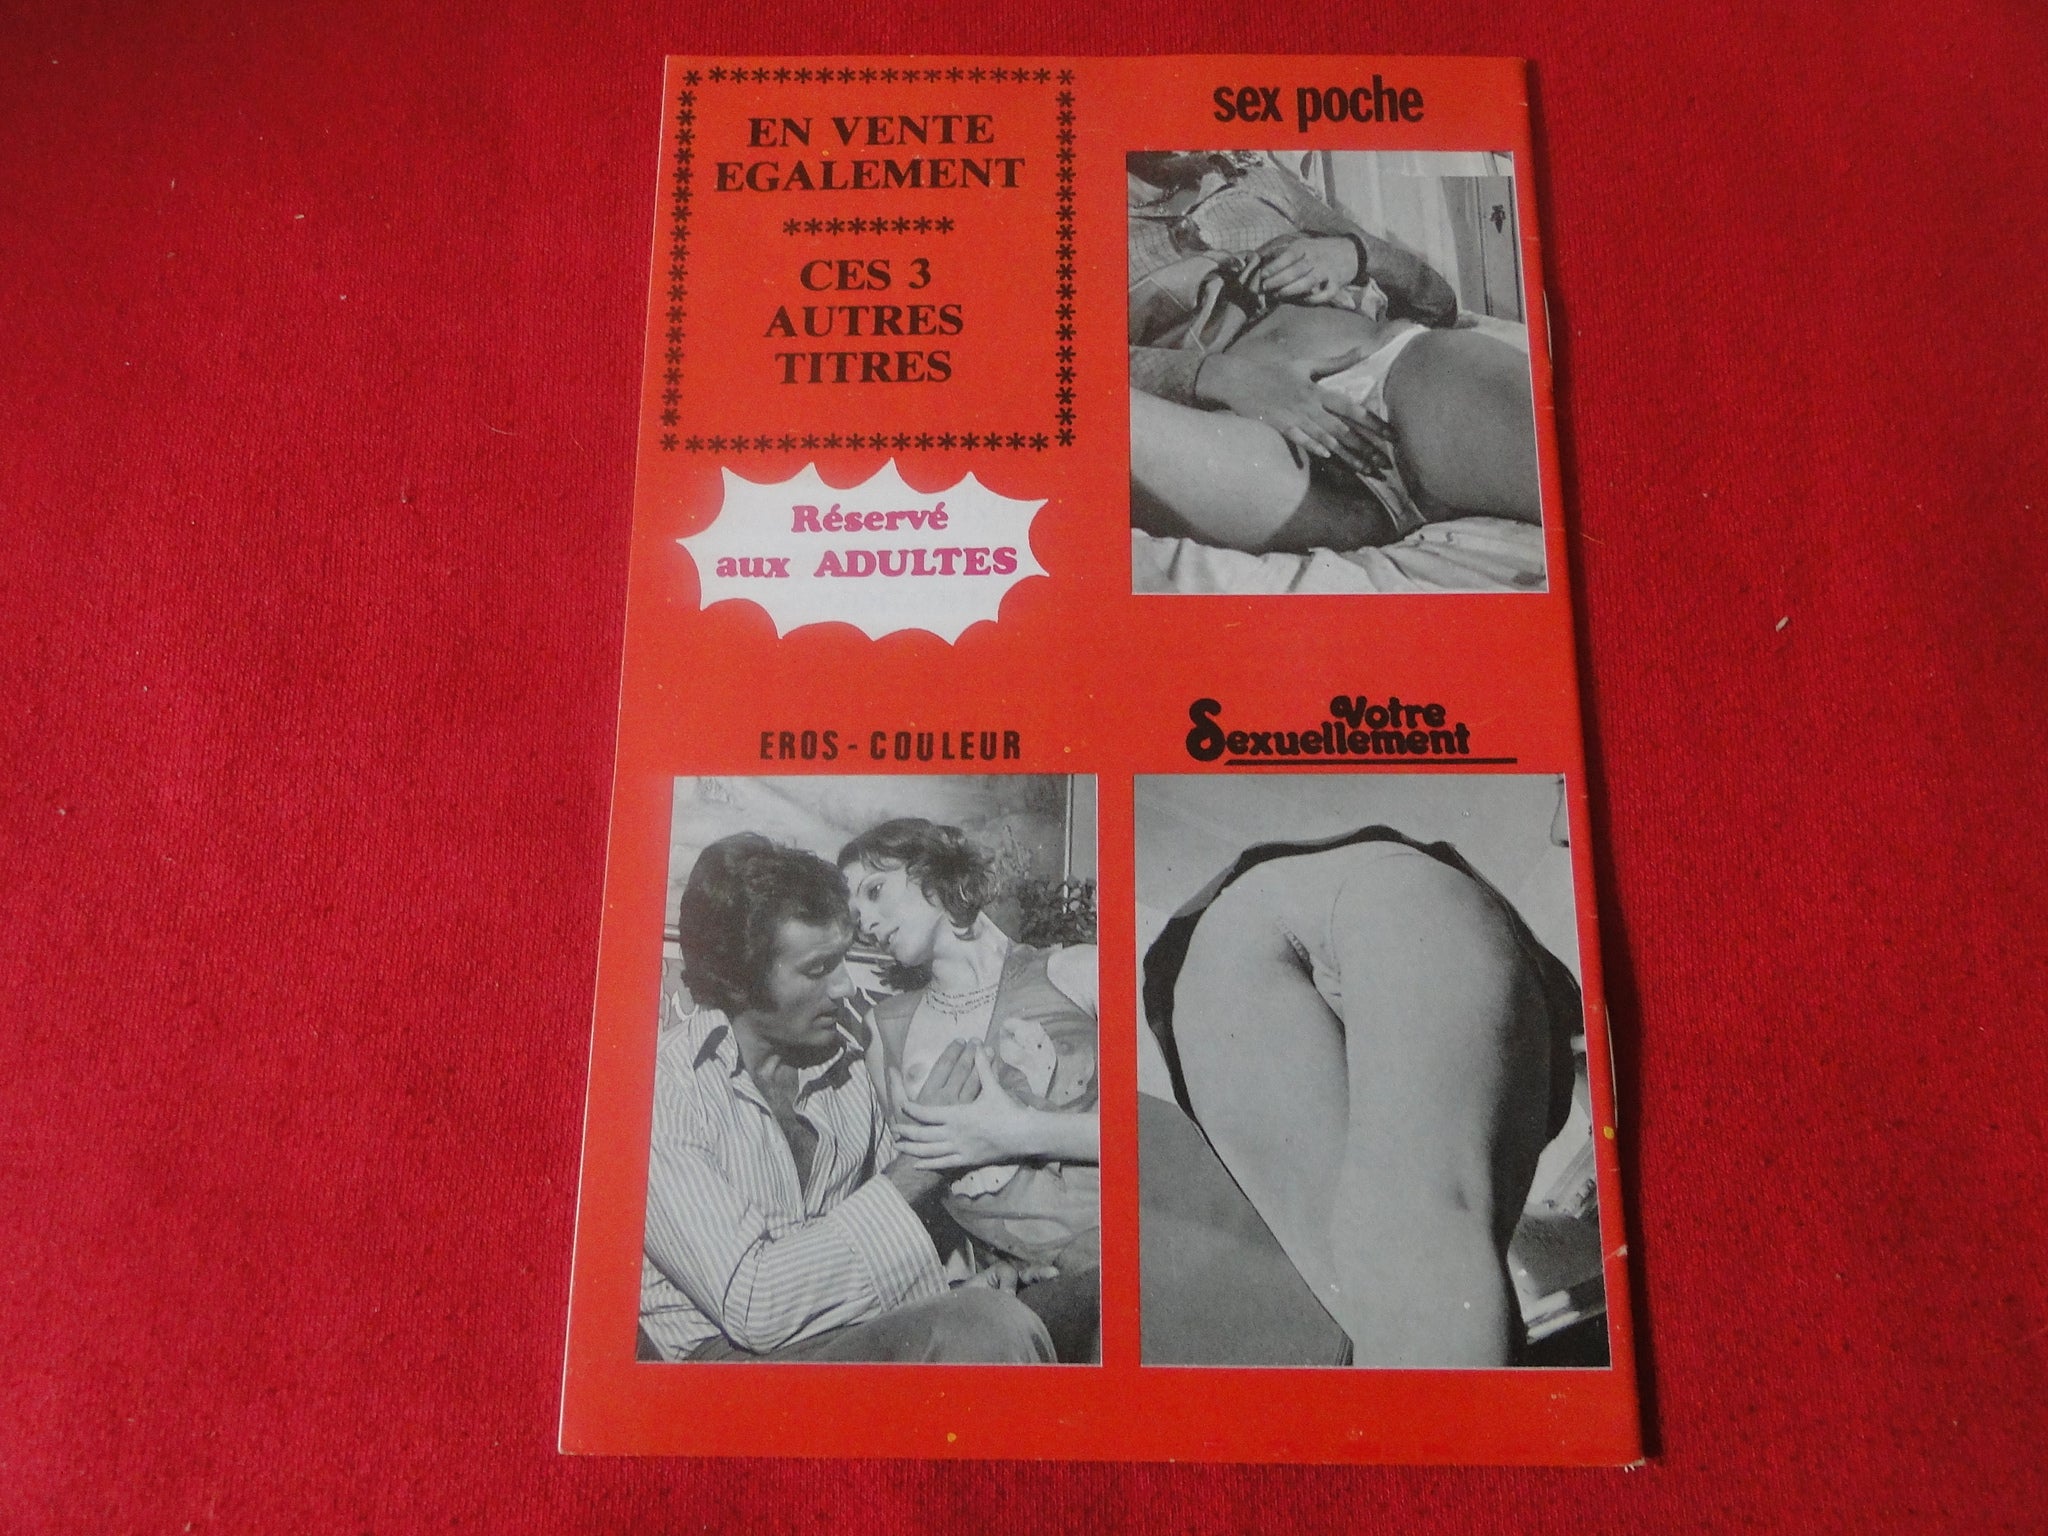 EN VENTE
EGALEMENT
********
CES 3
AUTRES
TITRES
Réservé
aux ADULTES
sex poche
EROS - COULEUR
Votre
Sexuellement